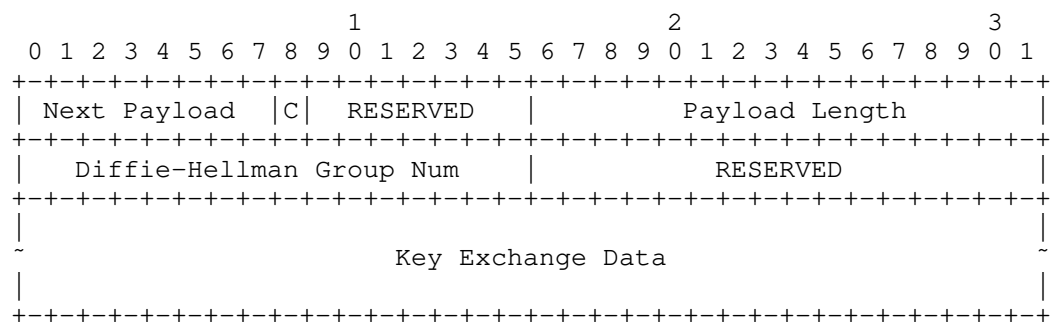 1                   2                   3
 0 1 2 3 4 5 6 7 8 9 0 1 2 3 4 5 6 7 8 9 0 1 2 3 4 5 6 7 8 9 0 1
+-+-+-+-+-+-+-+-+-+-+-+-+-+-+-+-+-+-+-+-+-+-+-+-+-+-+-+-+-+-+-+-+
| Next Payload  |C|  RESERVED   |         Payload Length        |
+-+-+-+-+-+-+-+-+-+-+-+-+-+-+-+-+-+-+-+-+-+-+-+-+-+-+-+-+-+-+-+-+
|   Diffie-Hellman Group Num    |           RESERVED            |
+-+-+-+-+-+-+-+-+-+-+-+-+-+-+-+-+-+-+-+-+-+-+-+-+-+-+-+-+-+-+-+-+
|                                                               |
~                       Key Exchange Data                       ~
|                                                               |
+-+-+-+-+-+-+-+-+-+-+-+-+-+-+-+-+-+-+-+-+-+-+-+-+-+-+-+-+-+-+-+-+